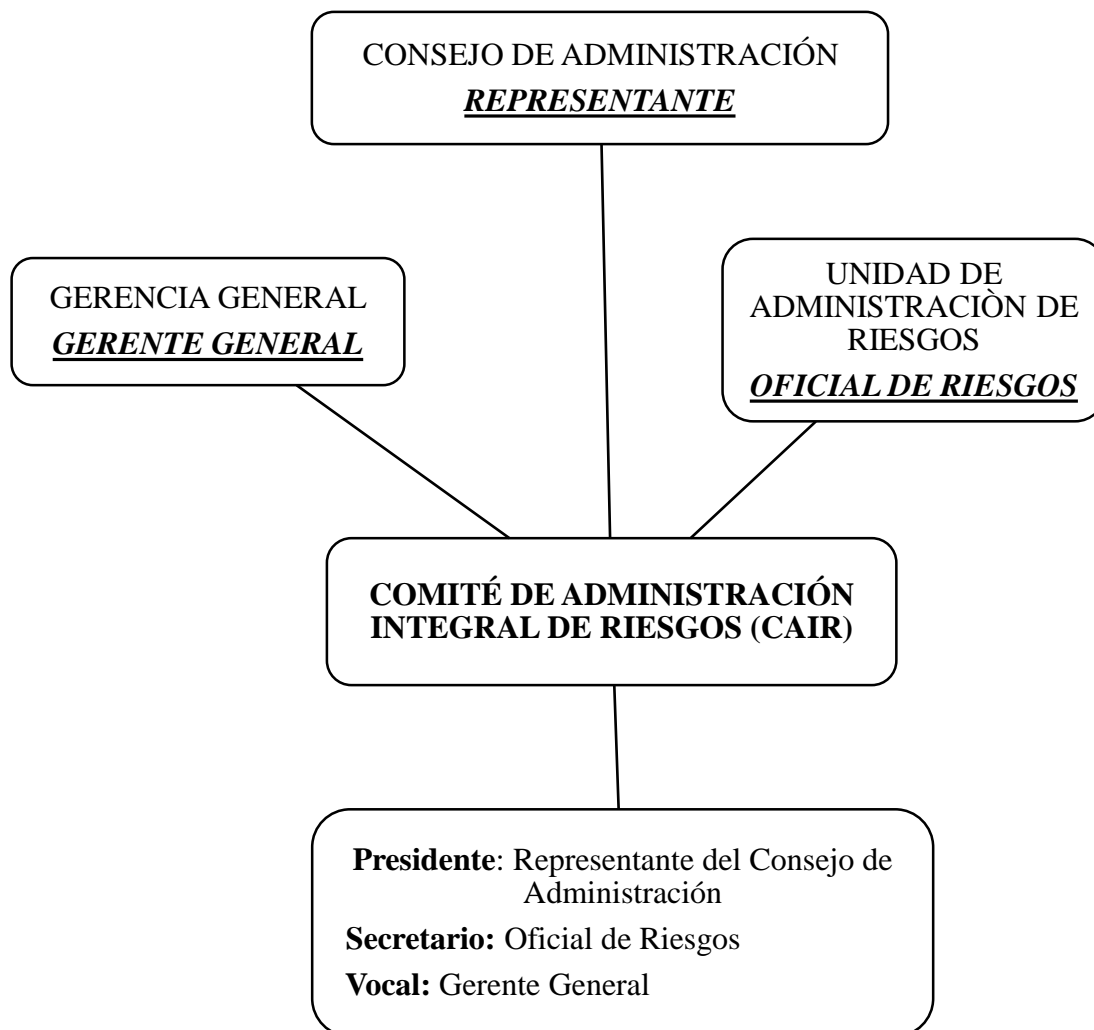 CONSEJO DE ADMINISTRACIÓN
REPRESENTANTE
GERENCIA GENERAL
GERENTE GENERAL
UNIDAD DE
ADMINISTRACIÒN DE
RIESGOS
OFICIAL DE RIESGOS
COMITÉ DE ADMINISTRACIÓN
INTEGRAL DE RIESGOS (CAIR)
Presidente: Representante del Consejo de
Administración
Secretario: Oficial de Riesgos
Vocal: Gerente General